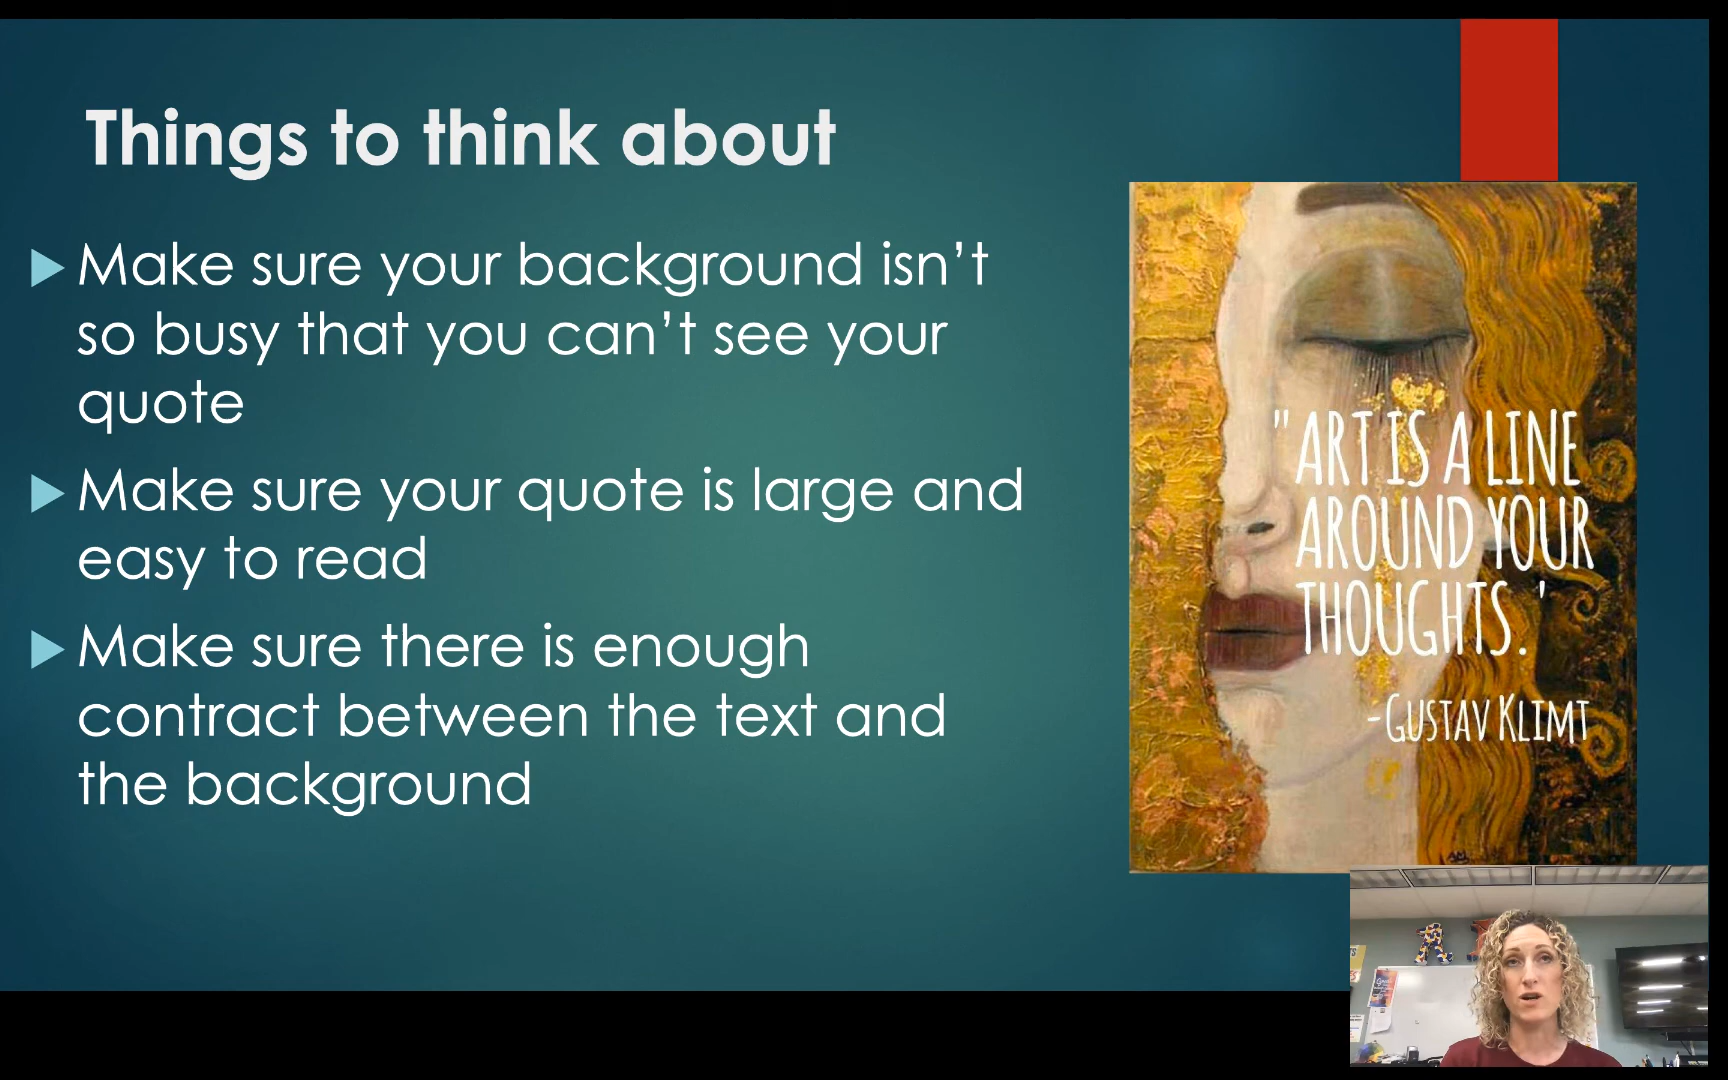 Things to think about
Make sure your background isn’t
so busy that you can’t see your
quote
Make sure your quote is large and
easy to read
Make sure there is enough
contract between the text and
the background
"ART IS A LINE
AROUND YOUR
THOUGHTS.'
-GUSTAV KLIMT
A